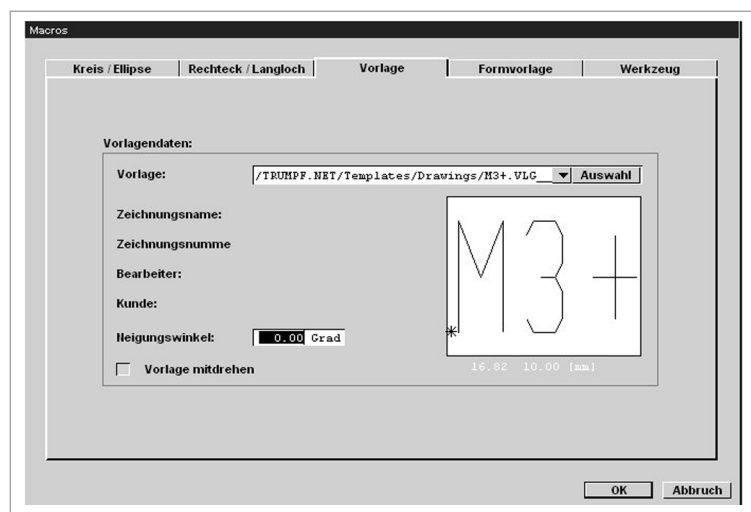 Macros
Kreis / Ellipse
Rechteck / Langloch
Vorlage
Formvorlage
Werkzeug
Vorlagendaten:
Vorlage: /TRUMPF.NET/Templates/Drawings/M3+.VLG__ Auswahl
Zeichnungsname:
Zeichnungsnumme
Bearbeiter:
Kunde:
Neigungswinkel: 0.00 Grad
Vorlage mitdrehen
M3+
16.82 10.00 [mm]
OK
Abbruch